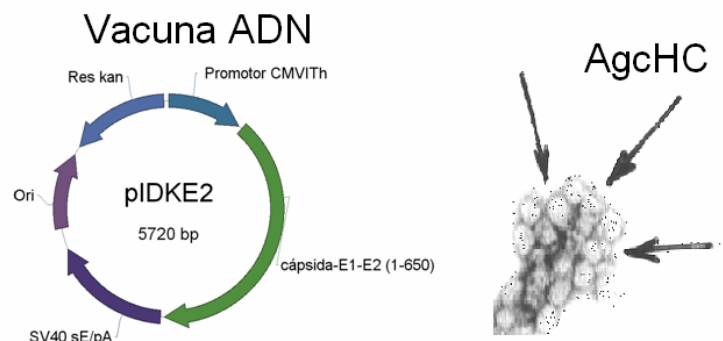 Vacuna ADN
AgcHC
Res kan
Promotor CMVITh
Ori
pIDKE2
5720 bp
cápsida-E1-E2 (1-650)
SV40 sE/pA